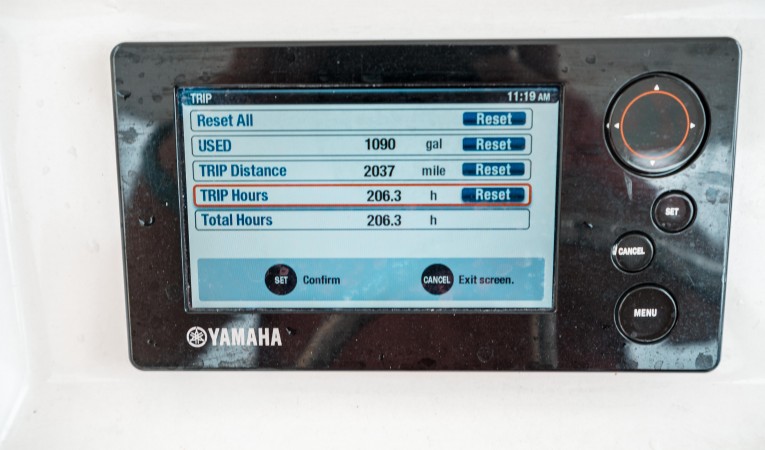 TRIP 11:19 AM
Reset All Reset
USED 1090 gal Reset
TRIP Distance 2037 mile Reset
TRIP Hours 206.3 h Reset
Total Hours 206.3 h
SET Confirm CANCEL Exit screen.
YAMAHA
SET
CANCEL
MENU